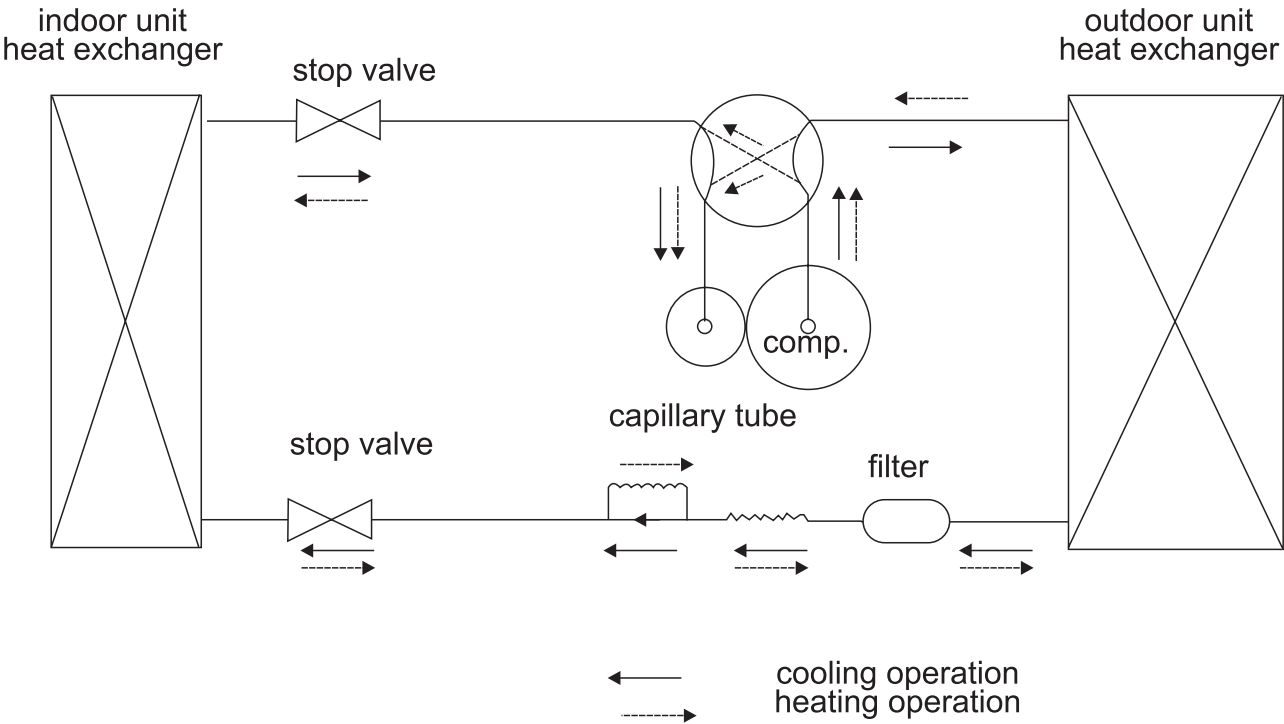 indoor unit
heat exchanger
outdoor unit
heat exchanger
stop valve
comp.
capillary tube
stop valve
filter
cooling operation
heating operation